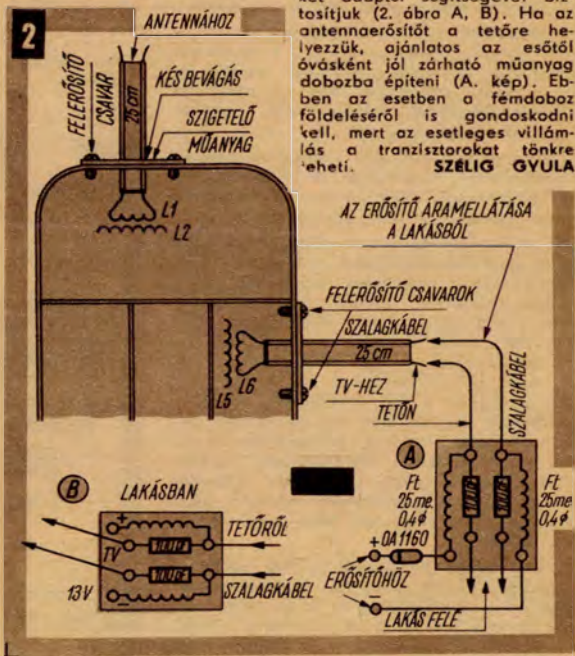 tosítjuk (2. ábra A, B). Ha az
antennaerősítőt a tetőre he-
lyezzük, ajánlatos az esőtől
óvásként jól zárható műanyag
dobozba építeni (A. kép). Eb-
ben az esetben a fémdoboz
földeléséről is gondoskodni
kell, mert az esetleges villám-
lás a tranzisztorokat tönkre
teheti. SZÉLIG GYULA
2
ANTENNÁHOZ
FELERŐSÍTŐ
CSAVAR
25 cm
KÉS BEVÁGÁS
SZIGETELŐ
MŰANYAG
L1
L2
AZ ERŐSÍTŐ ÁRAMELLÁTÁSA
A LAKÁSBÓL
FELERŐSÍTŐ CSAVAROK
SZALAGKÁBEL
25 cm
L5
L6
TV-HEZ
TETŐN
SZALAGKÁBEL
A
Ft
25me.
0,4φ
Ft
25me
0,4φ
+ OA1160
ERŐSÍTŐHÖZ
–
LAKÁS FELÉ
B
LAKÁSBAN
+
TETŐRŐL
TV
SZALAGKÁBEL
13V
–